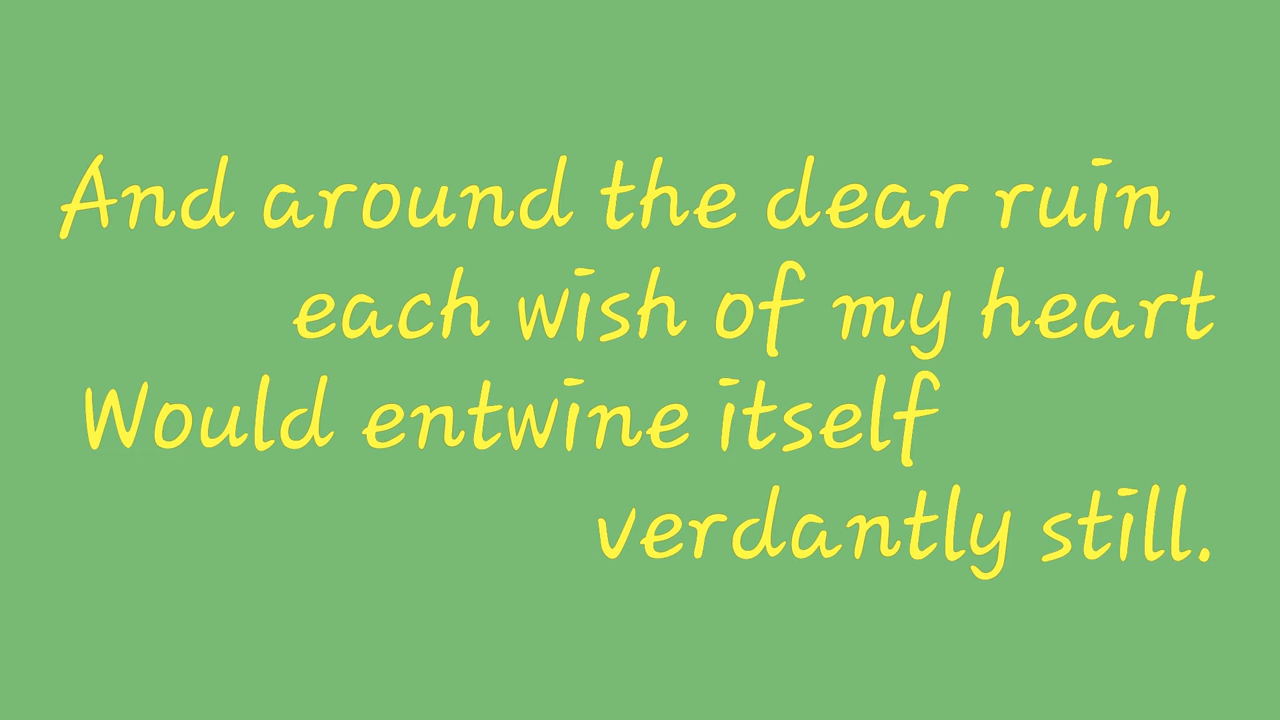 And around the dear ruin
each wish of my heart
Would entwine itself
verdantly still.